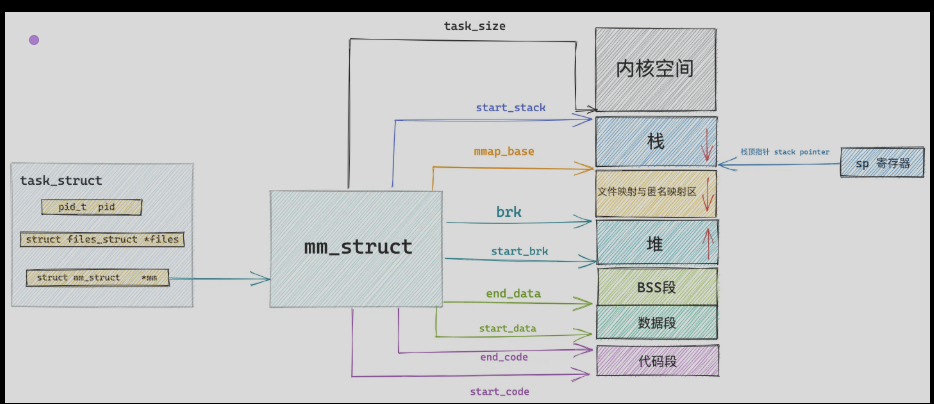 task_size
内核空间
start_stack
栈
mmap_base
栈顶指针 stack pointer
sp 寄存器
task_struct
pid_t pid
struct files_struct *files
struct mm_struct *mm
mm_struct
文件映射与匿名映射区
brk
堆
start_brk
BSS段
end_data
数据段
start_data
end_code
代码段
start_code